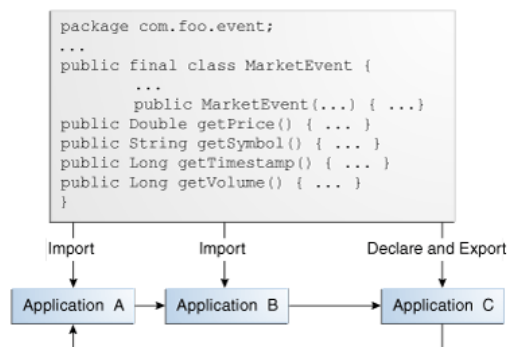 package com.foo.event;
...
public final class MarketEvent {
...
public MarketEvent(...) { ...}
public Double getPrice() { ... }
public String getSymbol() { ... }
public Long getTimestamp() { ... }
public Long getVolume() { ... }
}
Import Import Declare and Export
Application A Application B Application C